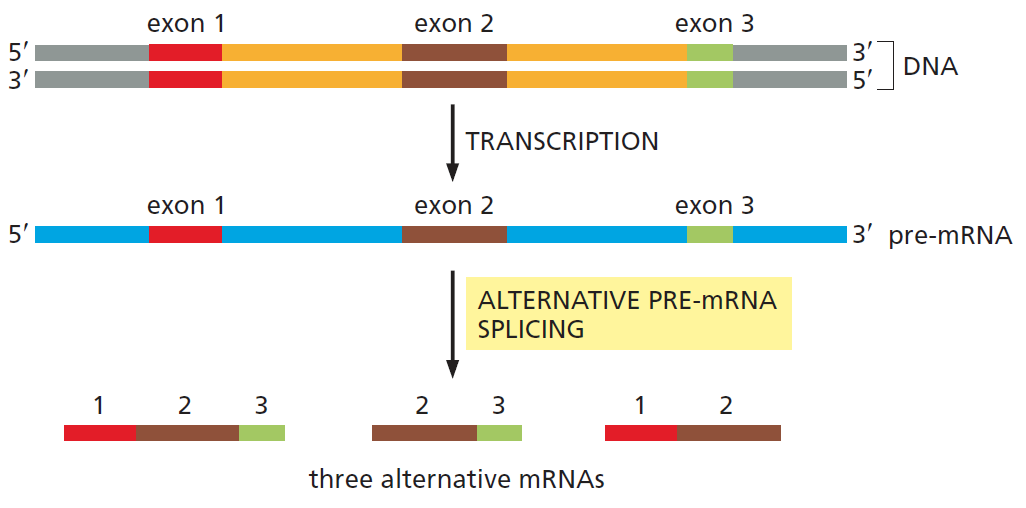 exon 1 exon 2 exon 3
5′ 3′
3′ 5′
DNA
TRANSCRIPTION
exon 1 exon 2 exon 3
5′ 3′ pre-mRNA
ALTERNATIVE PRE-mRNA
SPLICING
1 2 3 2 3 1 2
three alternative mRNAs